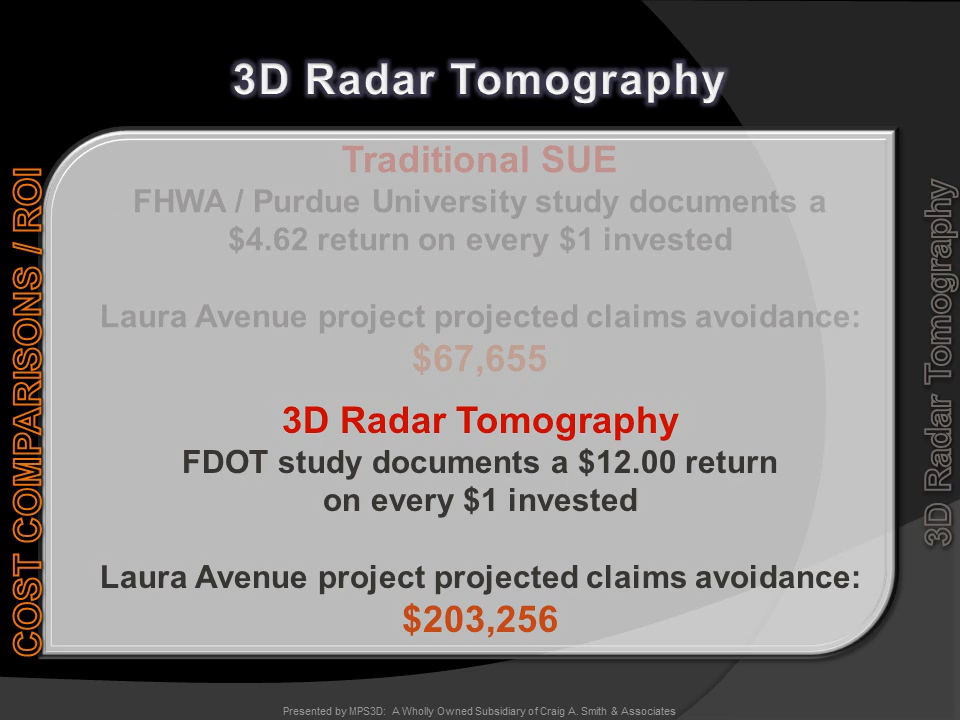 3D Radar Tomography
COST COMPARISONS / ROI
Traditional SUE
FHWA / Purdue University study documents a
$4.62 return on every $1 invested
Laura Avenue project projected claims avoidance:
$67,655
3D Radar Tomography
FDOT study documents a $12.00 return
on every $1 invested
Laura Avenue project projected claims avoidance:
$203,256
3D Radar Tomography
Presented by MPS3D: A Wholly Owned Subsidiary of Craig A. Smith & Associates